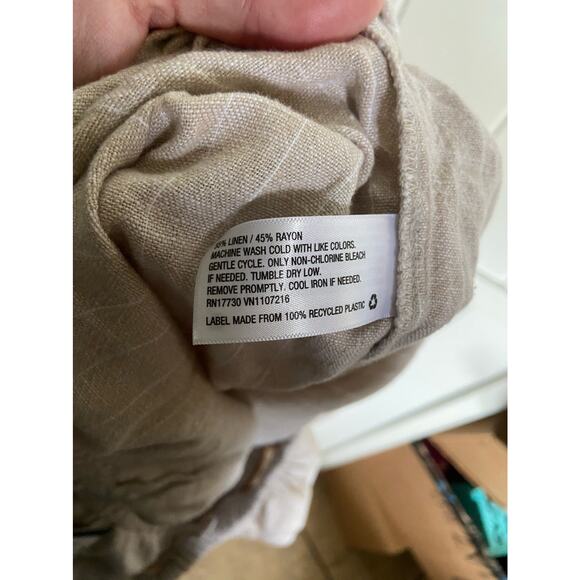 55% LINEN / 45% RAYON
MACHINE WASH COLD WITH LIKE COLORS.
GENTLE CYCLE. ONLY NON-CHLORINE BLEACH
IF NEEDED. TUMBLE DRY LOW.
REMOVE PROMPTLY. COOL IRON IF NEEDED.
RN17730 VN1107216
LABEL MADE FROM 100% RECYCLED PLASTIC